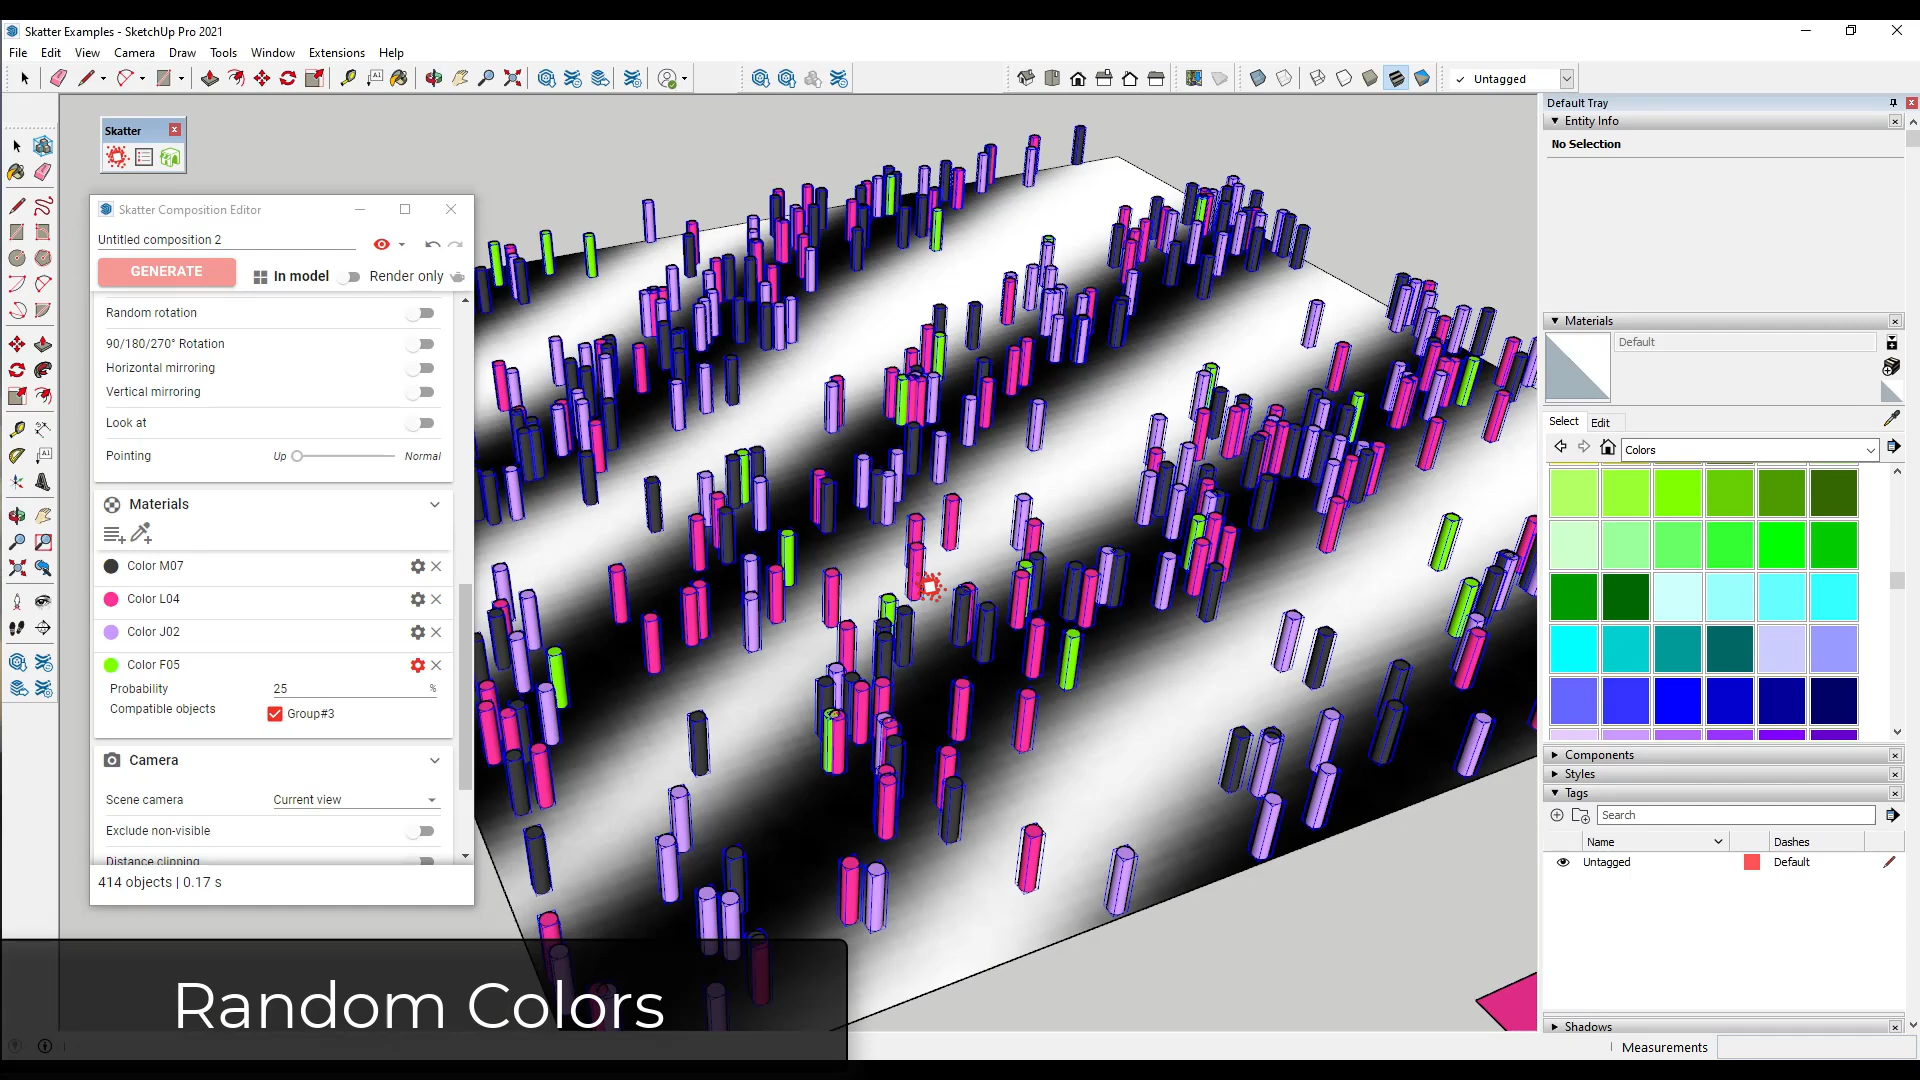 Skatter Examples - SketchUp Pro 2021
File Edit View Camera Draw Tools Window Extensions Help
Untagged
Skatter
Skatter Composition Editor
Untitled composition 2
GENERATE
In model
Render only
Random rotation
90/180/270° Rotation
Horizontal mirroring
Vertical mirroring
Look at
Pointing Up Normal
Materials
Color M07
Color L04
Color J02
Color F05
Probability 25 %
Compatible objects Group#3
Camera
Scene camera Current view
Exclude non-visible
Distance clipping
414 objects | 0.17 s
Random Colors
Default Tray
Entity Info
No Selection
Materials
Default
Select Edit
Colors
Components
Styles
Tags
Search
Name Dashes
Untagged Default
Shadows
Measurements